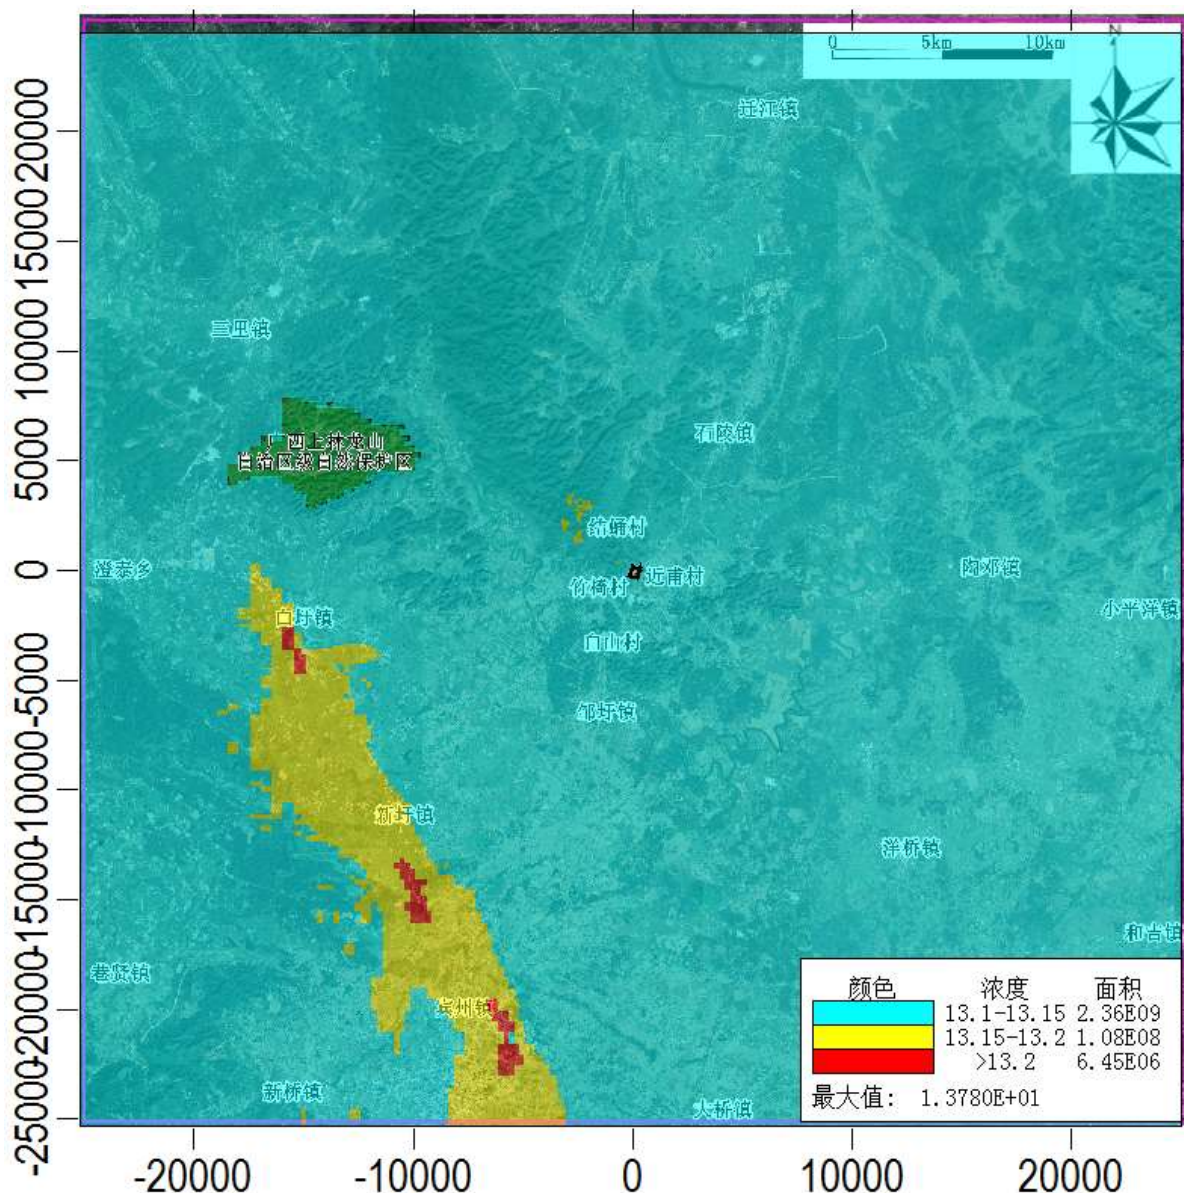 N
0 5km 10km
迁江镇
20000
15000
三里镇
10000
石陵镇
广西上林龙山
自治区级自然保护区
5000
绍蛹村
澄泰乡
近甫村
陶邓镇
0
竹椅村
小平洋镇
白圩镇
白山村
-5000
邹圩镇
-10000
新圩镇
洋桥镇
-15000
和吉镇
巷贤镇
宾州镇
-20000
新桥镇
大桥镇
-25000
颜色 浓度 面积
13.1-13.15 2.36E09
13.15-13.2 1.08E08
>13.2 6.45E06
最大值: 1.3780E+01
-20000 -10000 0 10000 20000